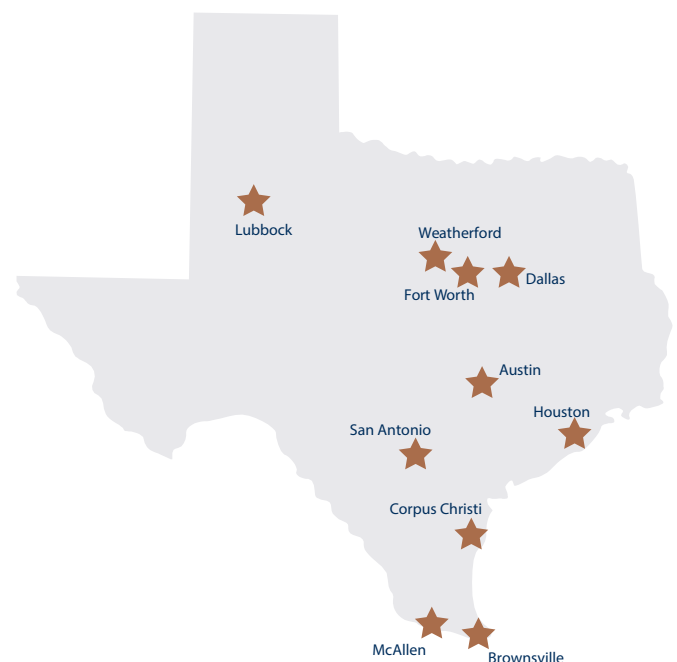 Lubbock
Weatherford
Fort Worth
Dallas
Austin
Houston
San Antonio
Corpus Christi
McAllen
Brownsville